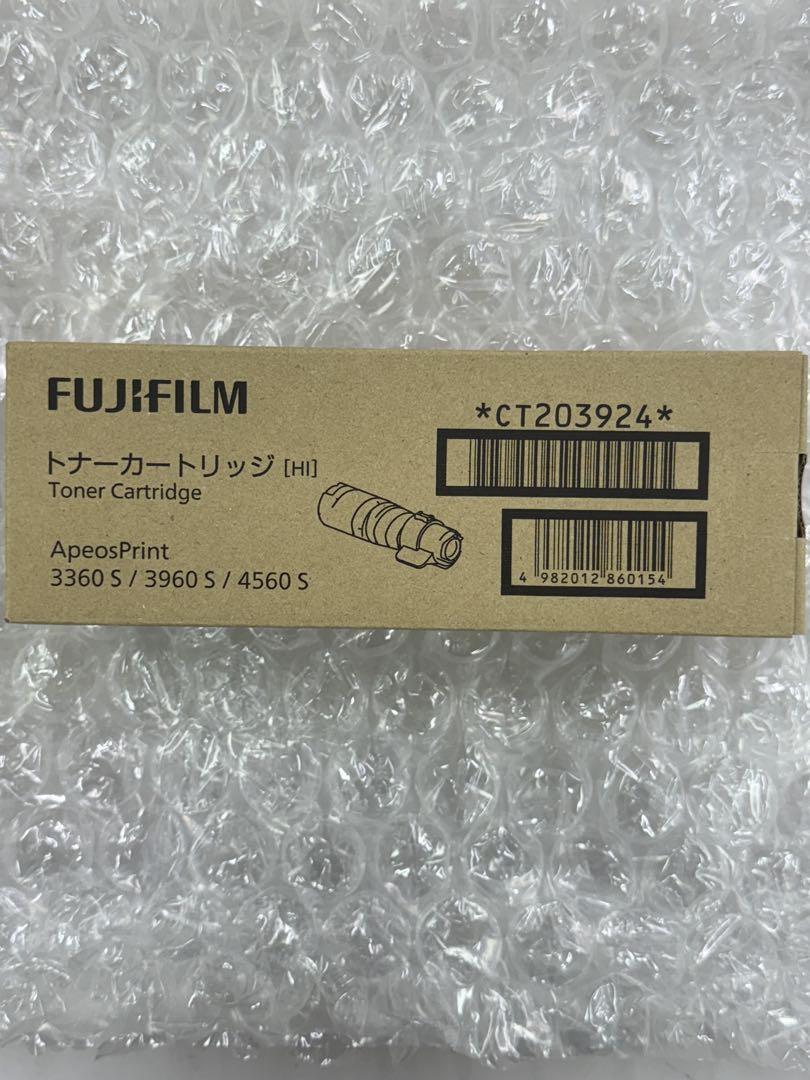 FUJIFILM
*CT203924*
トナーカートリッジ [HI]
Toner Cartridge
ApeosPrint
3360 S / 3960 S / 4560 S
4 982012 860154